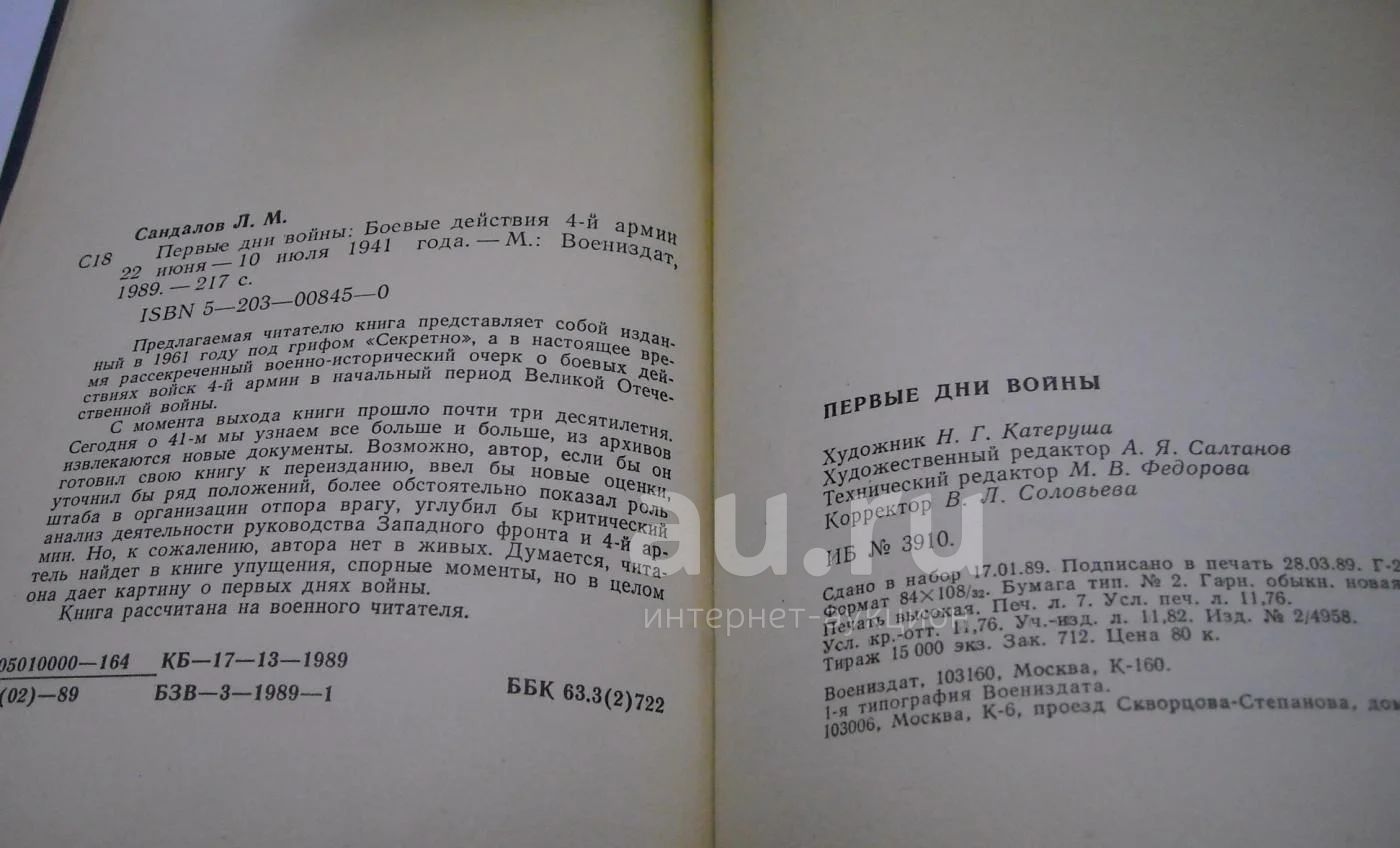 Сандалов Л. М.
С18
Первые дни войны: Боевые действия 4-й армии
22 июня — 10 июля 1941 года. — М.: Воениздат,
1989. — 217 с.
ISBN 5—203—00845—0
Предлагаемая читателю книга представляет собой издан-
ный в 1961 году под грифом «Секретно», а в настоящее вре-
мя рассекреченный военно-исторический очерк о боевых дей-
ствиях войск 4-й армии в начальный период Великой Отече-
ственной войны.
С момента выхода книги прошло почти три десятилетия.
Сегодня о 41-м мы узнаем все больше и больше, из архивов
извлекаются новые документы. Возможно, автор, если бы он
готовил свою книгу к переизданию, ввел бы новые оценки,
уточнил бы ряд положений, более обстоятельно показал роль
штаба в организации отпора врагу, углубил бы критический
анализ деятельности руководства Западного фронта и 4-й ар-
мии. Но, к сожалению, автора нет в живых. Думается, чита-
тель найдет в книге упущения, спорные моменты, но в целом
она дает картину о первых днях войны.
Книга рассчитана на военного читателя.
05010000—164 КБ—17—13—1989
(02)—89 БЗВ—3—1989—1
ББК 63.3(2)722
ПЕРВЫЕ ДНИ ВОЙНЫ
Художник Н. Г. Катеруша
Художественный редактор А. Я. Салтанов
Технический редактор М. В. Федорова
Корректор В. Л. Соловьева
ИБ № 3910.
Сдано в набор 17.01.89. Подписано в печать 28.03.89. Г-2
Формат 84×108/32. Бумага тип. № 2. Гарн. обыкн. новая
Печать высокая. Печ. л. 7. Усл. печ. л. 11,76.
Усл. кр.-отт. 11,76. Уч.-изд. л. 11,82. Изд. № 2/4958.
Тираж 15 000 экз. Зак. 712. Цена 80 к.
Воениздат, 103160, Москва, К-160.
1-я типография Воениздата.
103006, Москва, К-6, проезд Скворцова-Степанова, дом
au.ru
интернет-аукцион